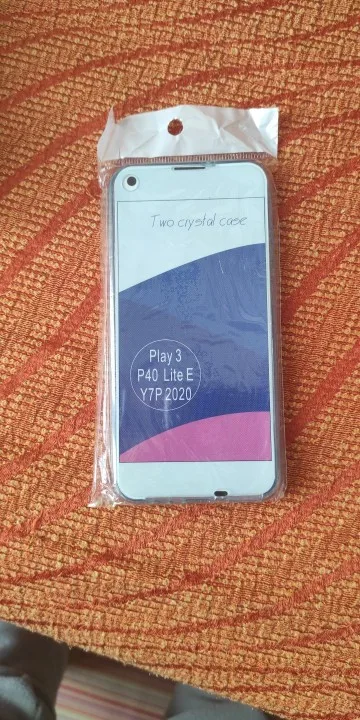 Two crystal case
Play 3
P40 Lite E
Y7P 2020